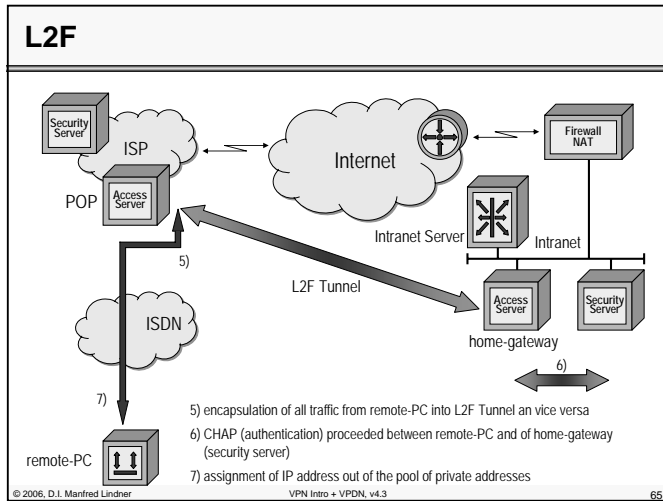 L2F
Security
Server
ISP
Internet
Firewall
NAT
POP
Access
Server
Intranet Server
Intranet
5)
L2F Tunnel
Access
Server
Security
Server
ISDN
home-gateway
6)
7)
5) encapsulation of all traffic from remote-PC into L2F Tunnel an vice versa
6) CHAP (authentication) proceeded between remote-PC and of home-gateway
(security server)
remote-PC
7) assignment of IP address out of the pool of private addresses
© 2006, D.I. Manfred Lindner
VPN Intro + VPDN, v4.3
65